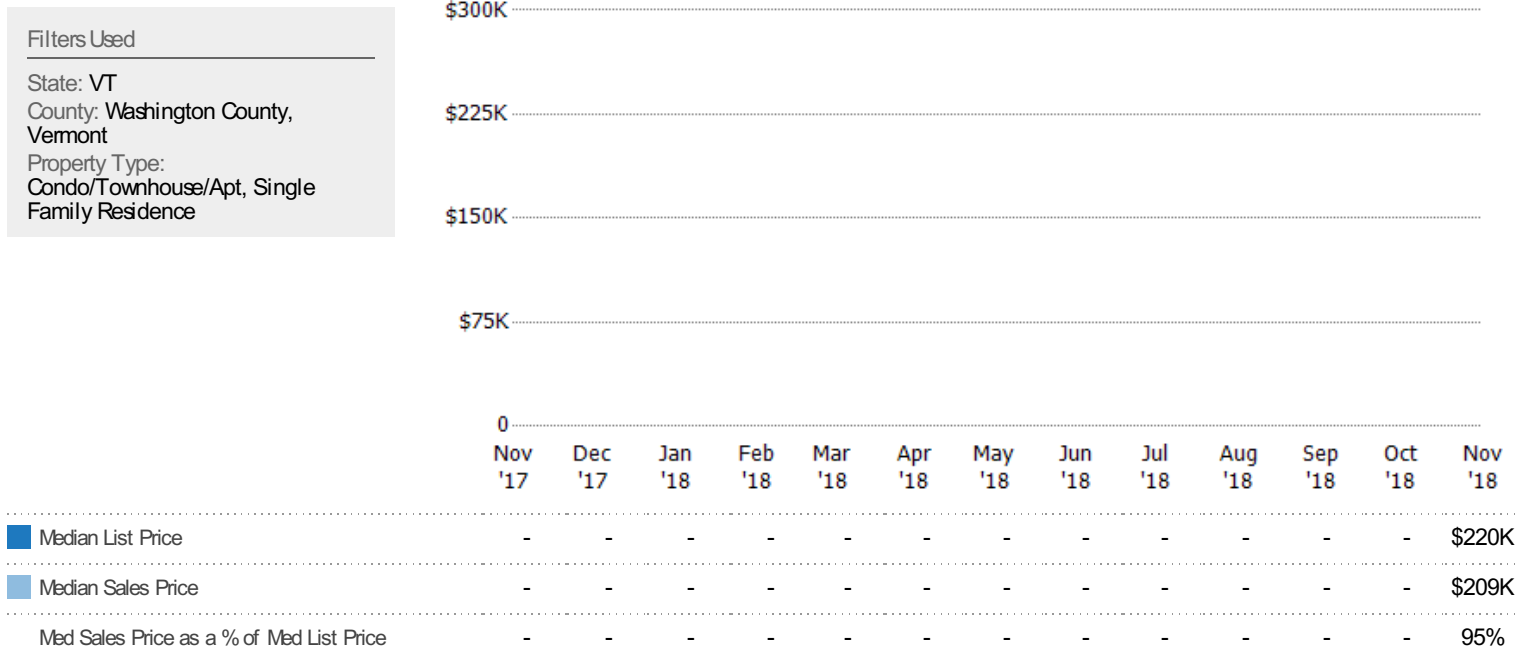 Filters Used
State: VT
County: Washington County,
Vermont
Property Type:
Condo/Townhouse/Apt, Single
Family Residence
$300K
$225K
$150K
$75K
0
Nov Dec Jan Feb Mar Apr May Jun Jul Aug Sep Oct Nov
'17 '17 '18 '18 '18 '18 '18 '18 '18 '18 '18 '18 '18
Median List Price - - - - - - - - - - - - $220K
Median Sales Price - - - - - - - - - - - - $209K
Med Sales Price as a % of Med List Price - - - - - - - - - - - - 95%